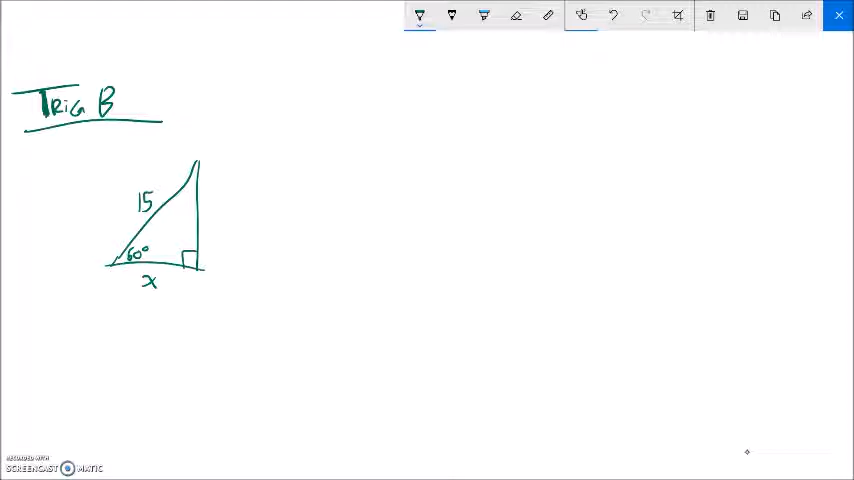 TRIG B
15
60°
x
RECORDED WITH
SCREENCAST MATIC